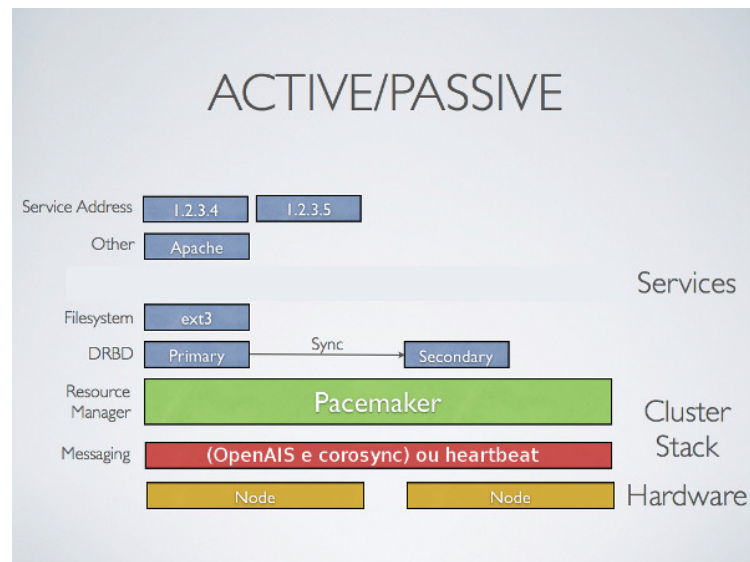 ACTIVE/PASSIVE
Service Address 1.2.3.4 1.2.3.5
Other Apache
Services
Filesystem ext3
DRBD Primary Sync Secondary
Resource
Manager
Pacemaker
Cluster
Stack
Messaging (OpenAIS e corosync) ou heartbeat
Node Node Hardware